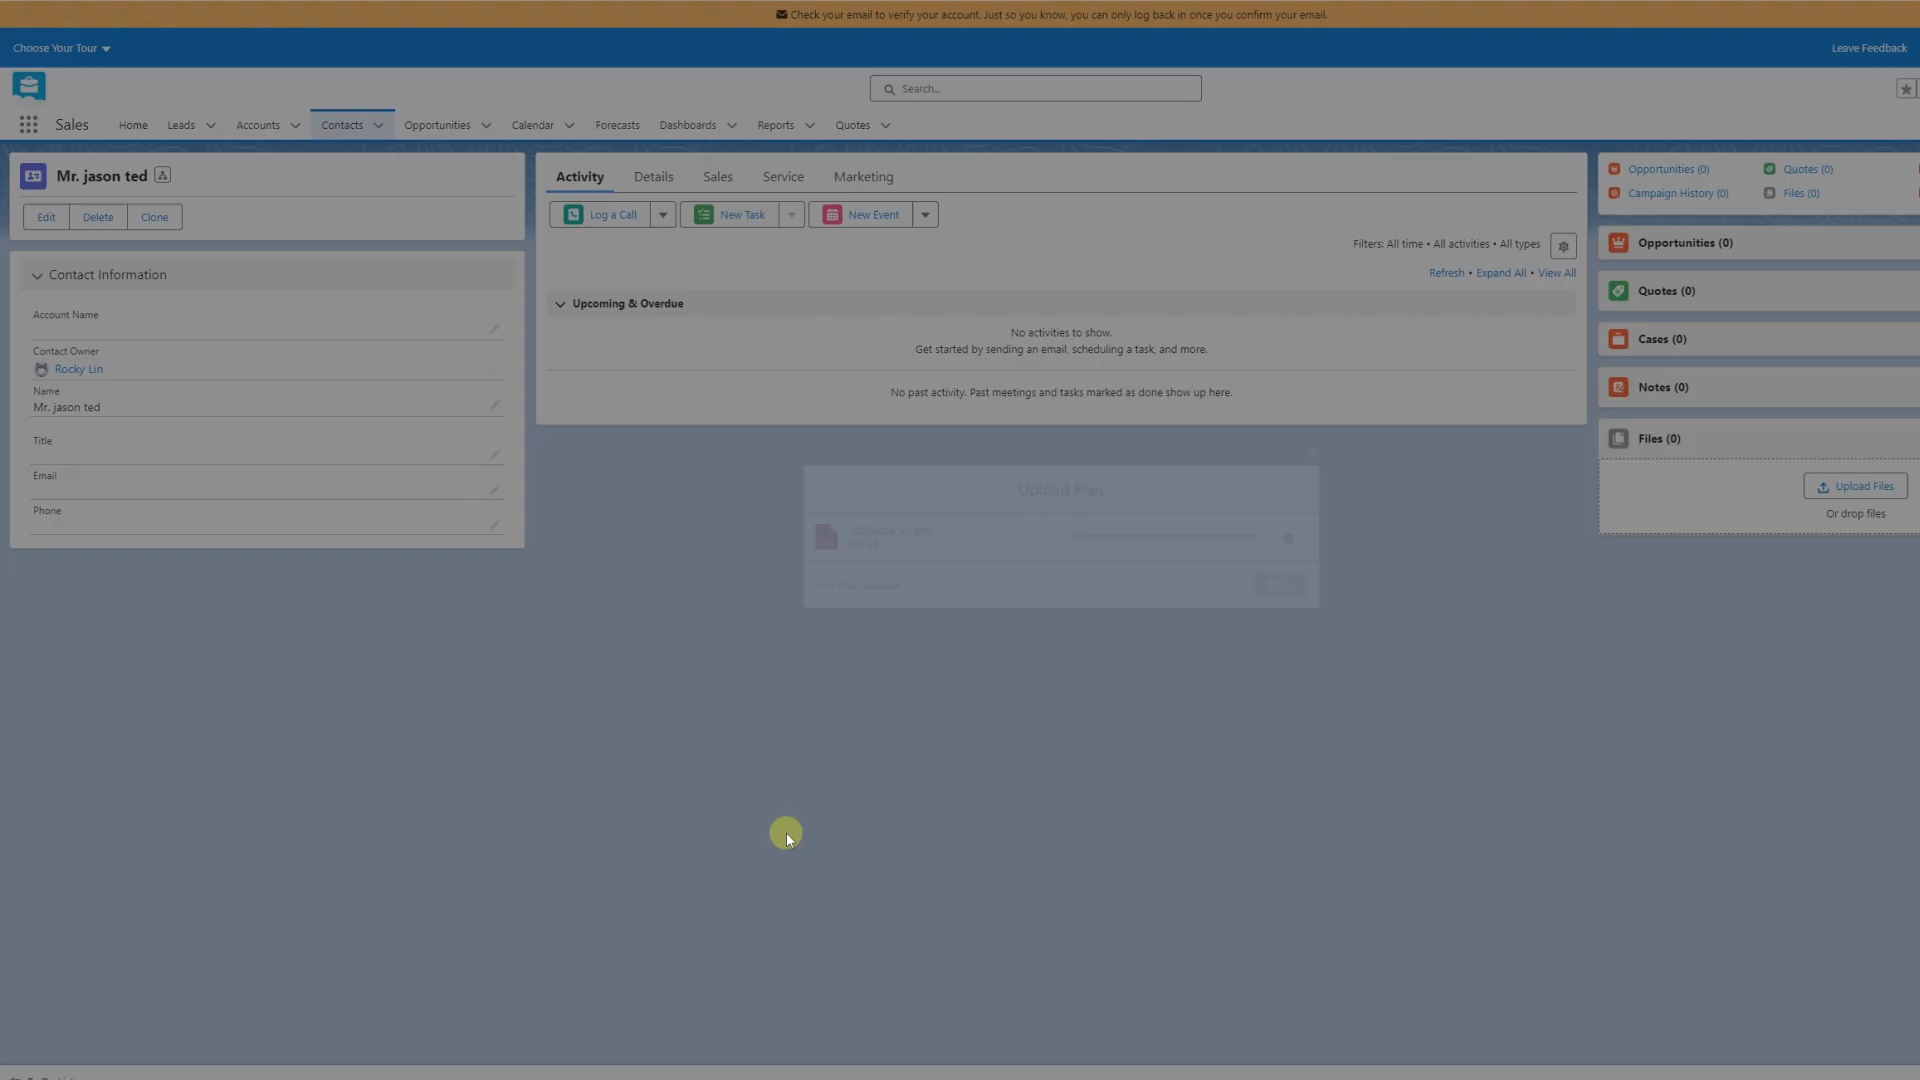 Check your email to verify your account. Just so you know, you can only log back in once you confirm your email.
Choose Your Tour
Leave Feedback
Search...
Sales
Home
Leads
Accounts
Contacts
Opportunities
Calendar
Forecasts
Dashboards
Reports
Quotes
Mr. jason ted
Edit
Delete
Clone
Contact Information
Account Name
Contact Owner
Rocky Lin
Name
Mr. jason ted
Title
Email
Phone
Activity
Details
Sales
Service
Marketing
Log a Call
New Task
New Event
Filters: All time • All activities • All types
Refresh • Expand All • View All
Upcoming & Overdue
No activities to show.
Get started by sending an email, scheduling a task, and more.
No past activity. Past meetings and tasks marked as done show up here.
Upload Files
Opportunities (0)
Quotes (0)
Campaign History (0)
Files (0)
Opportunities (0)
Quotes (0)
Cases (0)
Notes (0)
Files (0)
Upload Files
Or drop files